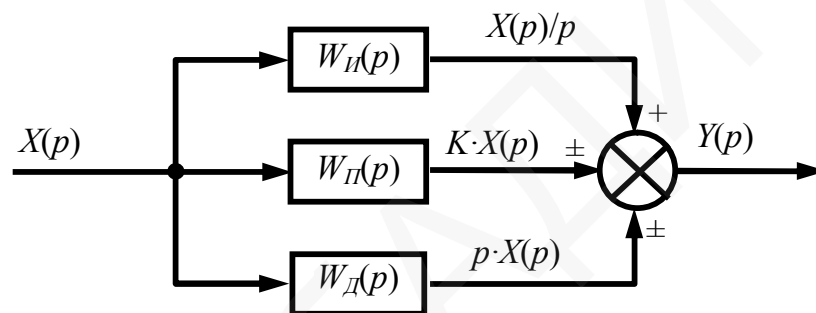 X(p)/p
W_И(p)
+
X(p)
K·X(p)
±
Y(p)
W_П(p)
±
p·X(p)
W_Д(p)